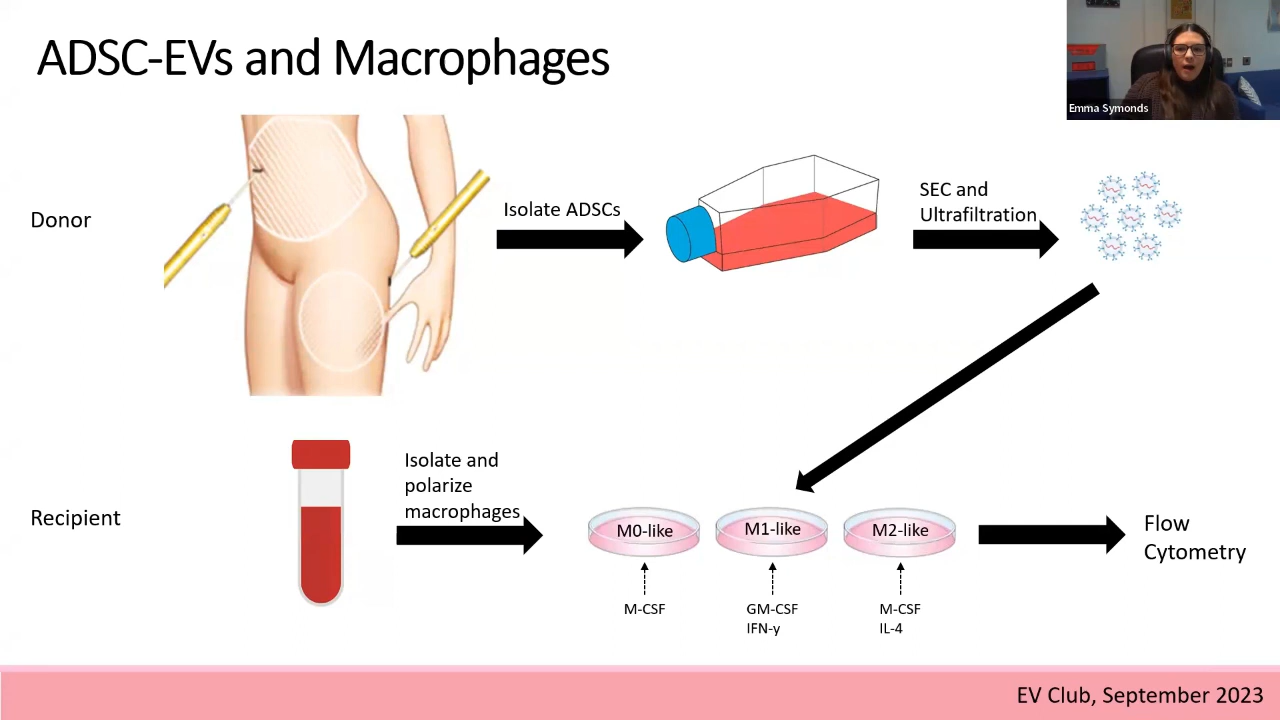 ADSC-EVs and Macrophages
Emma Symonds
Donor
Isolate ADSCs
SEC and
Ultrafiltration
Recipient
Isolate and
polarize
macrophages
M0-like
M1-like
M2-like
Flow
Cytometry
M-CSF
GM-CSF
IFN-y
M-CSF
IL-4
EV Club, September 2023